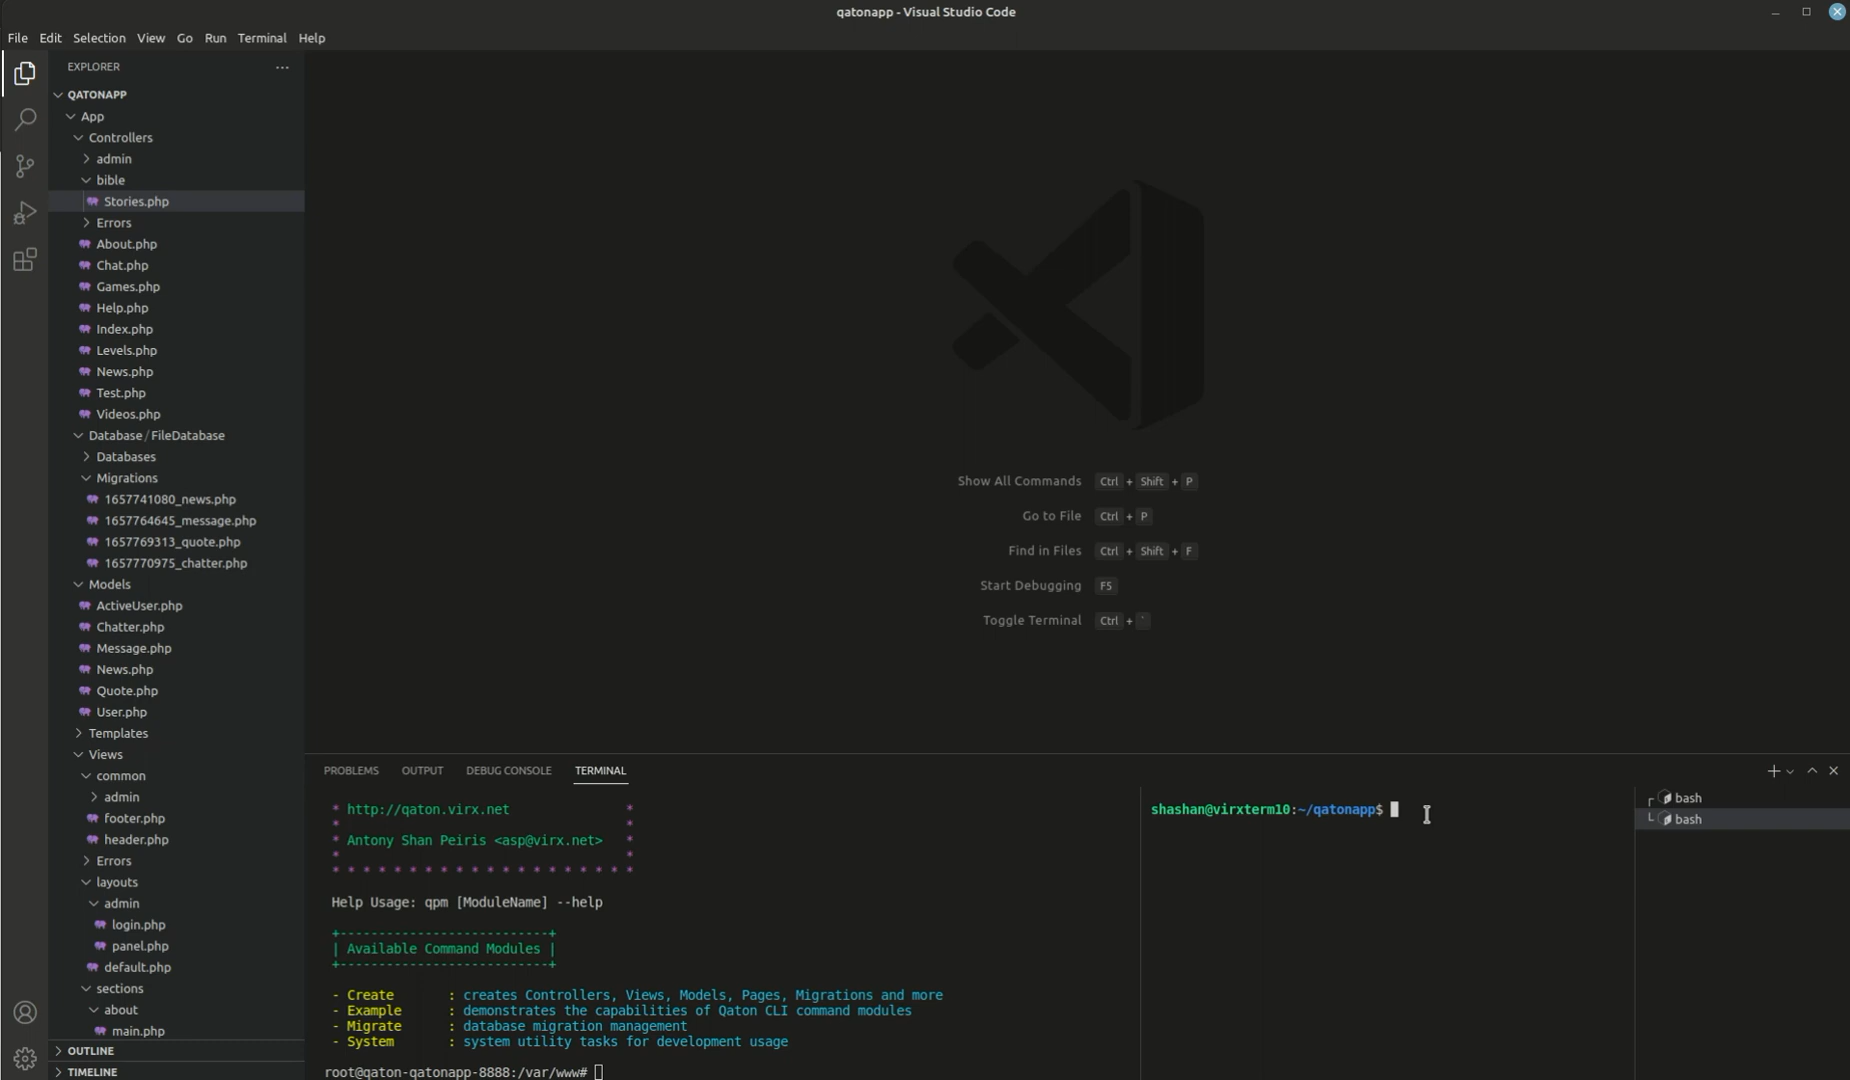 qatonapp - Visual Studio Code
File Edit Selection View Go Run Terminal Help
EXPLORER
QATONAPP
App
Controllers
admin
bible
Stories.php
Errors
About.php
Chat.php
Games.php
Help.php
Index.php
Levels.php
News.php
Test.php
Videos.php
Database / FileDatabase
Databases
Migrations
1657741080_news.php
1657764645_message.php
1657769313_quote.php
1657770975_chatter.php
Models
ActiveUser.php
Chatter.php
Message.php
News.php
Quote.php
User.php
Templates
Views
common
admin
footer.php
header.php
Errors
layouts
admin
login.php
panel.php
default.php
sections
about
main.php
OUTLINE
TIMELINE
Show All Commands Ctrl + Shift + P
Go to File Ctrl + P
Find in Files Ctrl + Shift + F
Start Debugging F5
Toggle Terminal Ctrl + `
PROBLEMS OUTPUT DEBUG CONSOLE TERMINAL
* http://qaton.virx.net *
* *
* Antony Shan Peiris <asp@virx.net> *
* *
* * * * * * * * * * * * * * * * * * * *
Help Usage: qpm [ModuleName] --help
+--------------------------+
| Available Command Modules |
+--------------------------+
- Create : creates Controllers, Views, Models, Pages, Migrations and more
- Example : demonstrates the capabilities of Qaton CLI command modules
- Migrate : database migration management
- System : system utility tasks for development usage
root@qaton-qatonapp-8888:/var/www#
shashan@virxterm10:~/qatonapp$
bash
bash